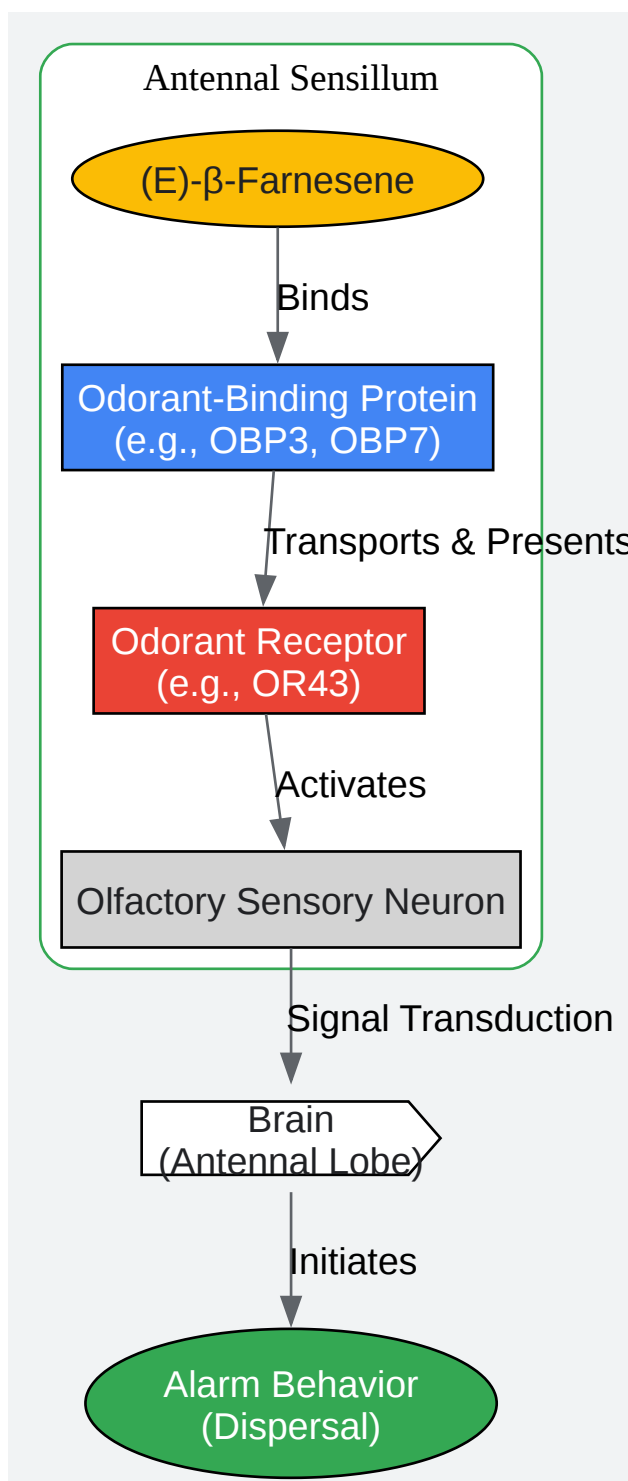 Antennal Sensillum
(E)-β-Farnesene
Binds
Odorant-Binding Protein
(e.g., OBP3, OBP7)
Transports & Presents
Odorant Receptor
(e.g., OR43)
Activates
Olfactory Sensory Neuron
Signal Transduction
Brain
(Antennal Lobe)
Initiates
Alarm Behavior
(Dispersal)